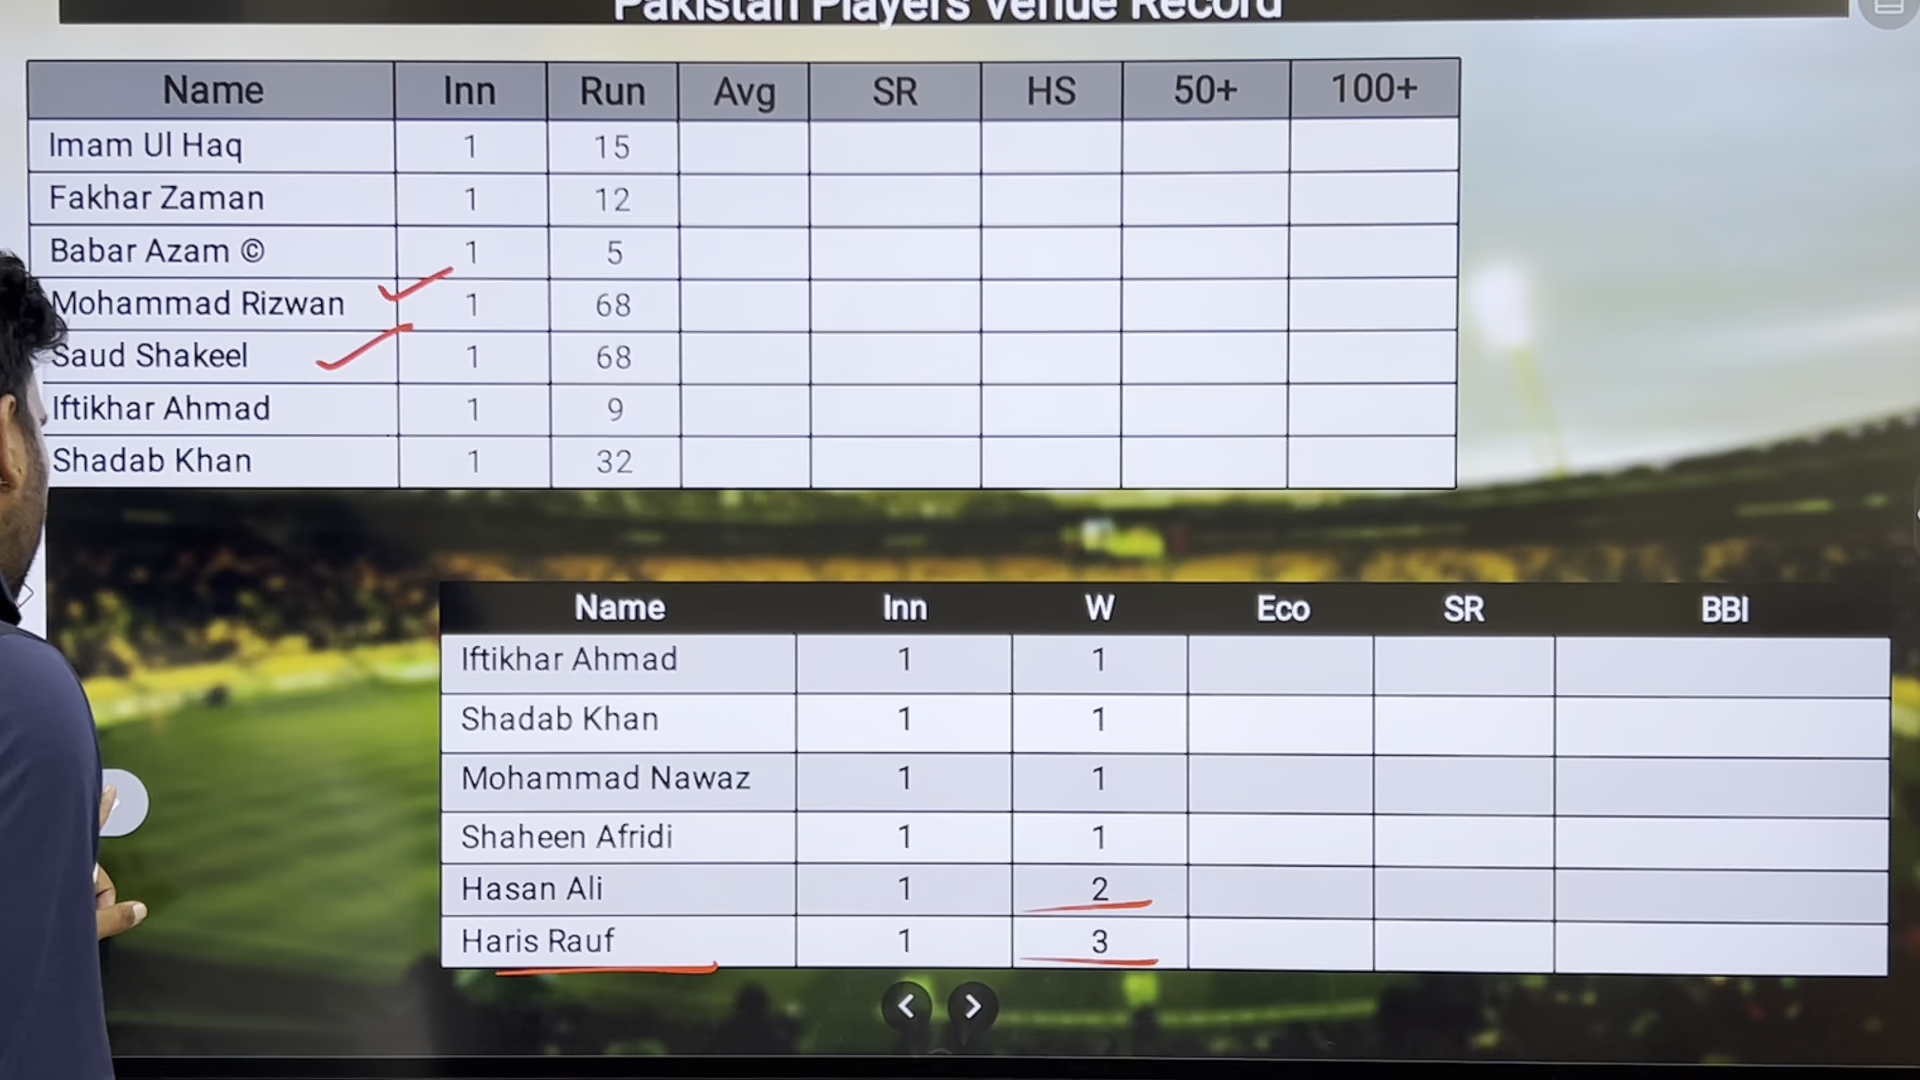 Pakistan Players Venue Record
Name Inn Run Avg SR HS 50+ 100+
Imam Ul Haq 1 15
Fakhar Zaman 1 12
Babar Azam © 1 5
Mohammad Rizwan 1 68
Saud Shakeel 1 68
Iftikhar Ahmad 1 9
Shadab Khan 1 32
Name Inn W Eco SR BBI
Iftikhar Ahmad 1 1
Shadab Khan 1 1
Mohammad Nawaz 1 1
Shaheen Afridi 1 1
Hasan Ali 1 2
Haris Rauf 1 3